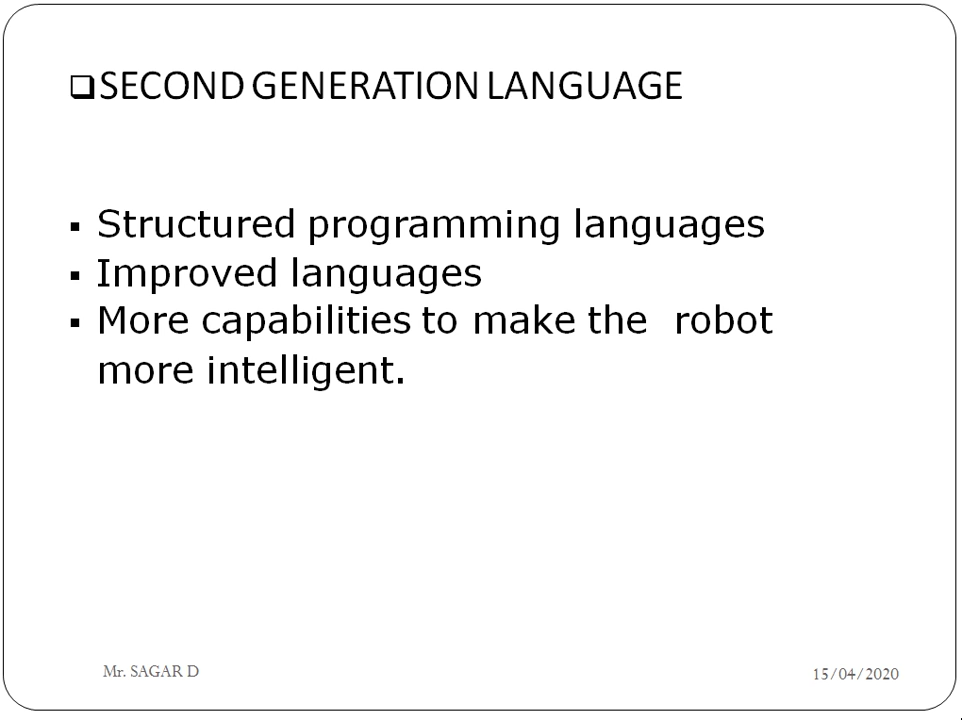 SECOND GENERATION LANGUAGE
Structured programming languages
Improved languages
More capabilities to make the robot
more intelligent.
Mr. SAGAR D
15/04/2020